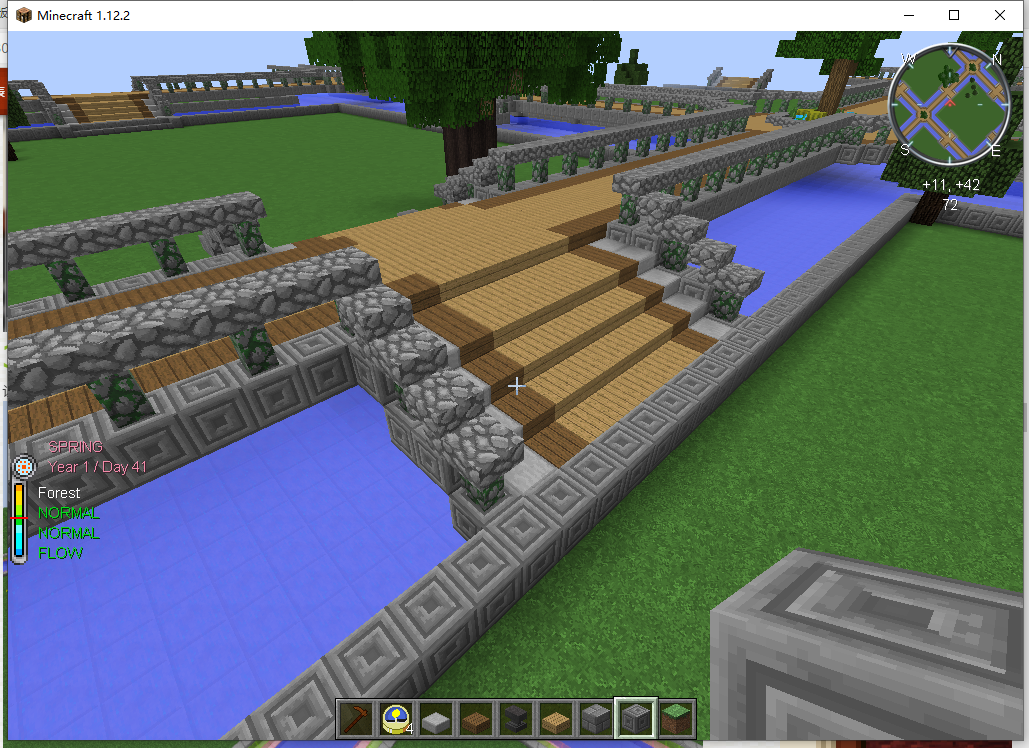 Minecraft 1.12.2
W
N
S
E
+11, +42
72
SPRING
Year 1 / Day 41
Forest
NORMAL
NORMAL
FLOW
4